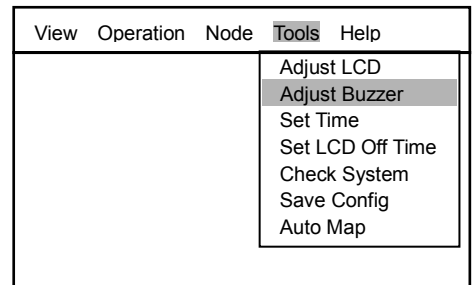 View Operation Node Tools Help
Adjust LCD
Adjust Buzzer
Set Time
Set LCD Off Time
Check System
Save Config
Auto Map